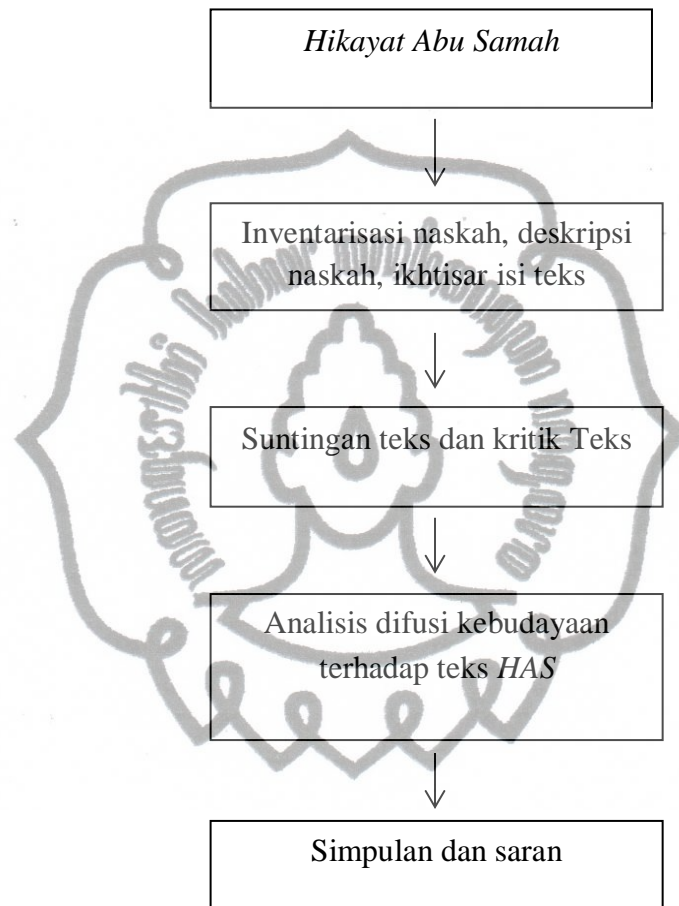 Hikayat Abu Samah
Inventarisasi naskah, deskripsi
naskah, ikhtisar isi teks
Suntingan teks dan kritik Teks
Analisis difusi kebudayaan
terhadap teks HAS
Simpulan dan saran